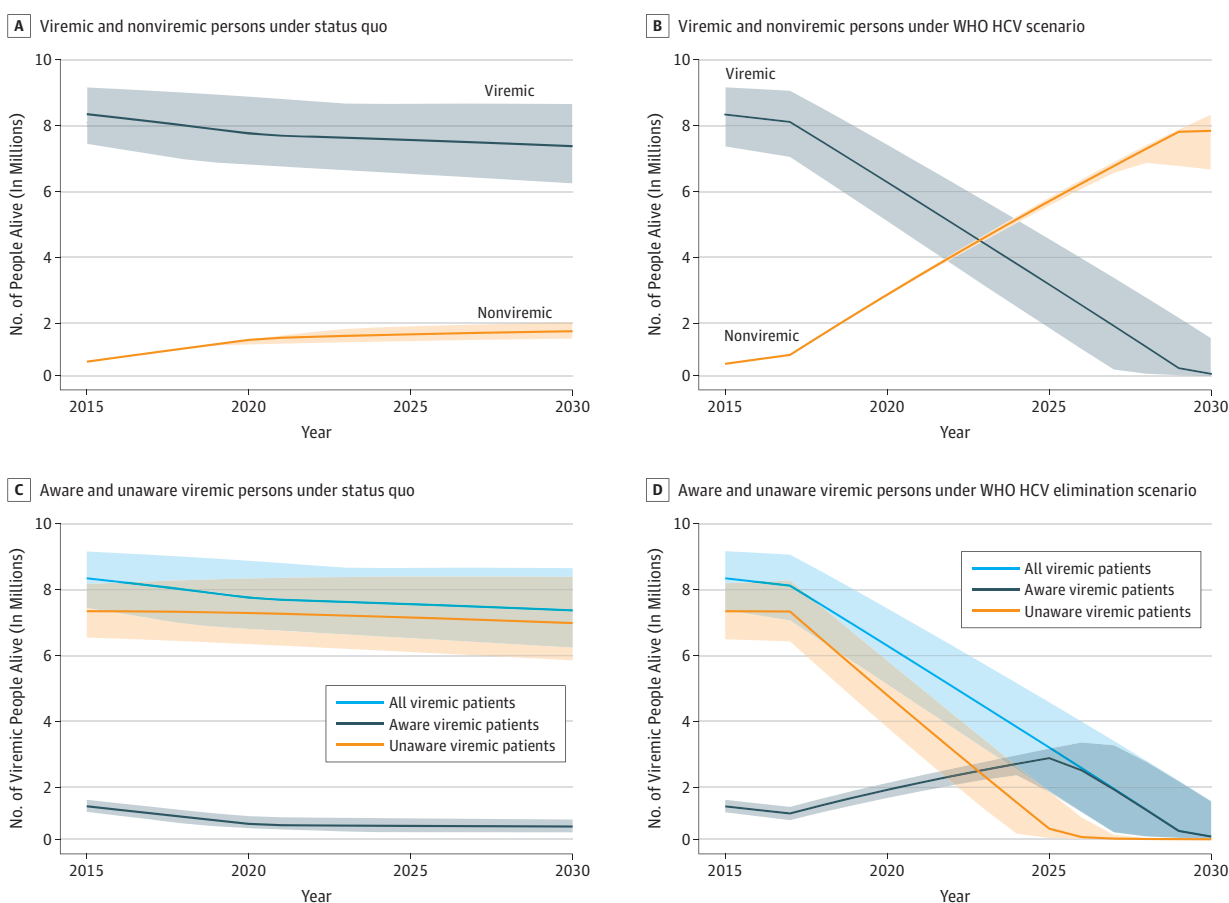 A Viremic and nonviremic persons under status quo
No. of People Alive (In Millions)
10
8
6
4
2
0
Viremic
Nonviremic
2015 2020 2025 2030
Year
B Viremic and nonviremic persons under WHO HCV scenario
No. of People Alive (In Millions)
10
8
6
4
2
0
Viremic
Nonviremic
2015 2020 2025 2030
Year
C Aware and unaware viremic persons under status quo
No. of Viremic People Alive (In Millions)
10
8
6
4
2
0
All viremic patients
Aware viremic patients
Unaware viremic patients
2015 2020 2025 2030
Year
D Aware and unaware viremic persons under WHO HCV elimination scenario
No. of Viremic People Alive (In Millions)
10
8
6
4
2
0
All viremic patients
Aware viremic patients
Unaware viremic patients
2015 2020 2025 2030
Year